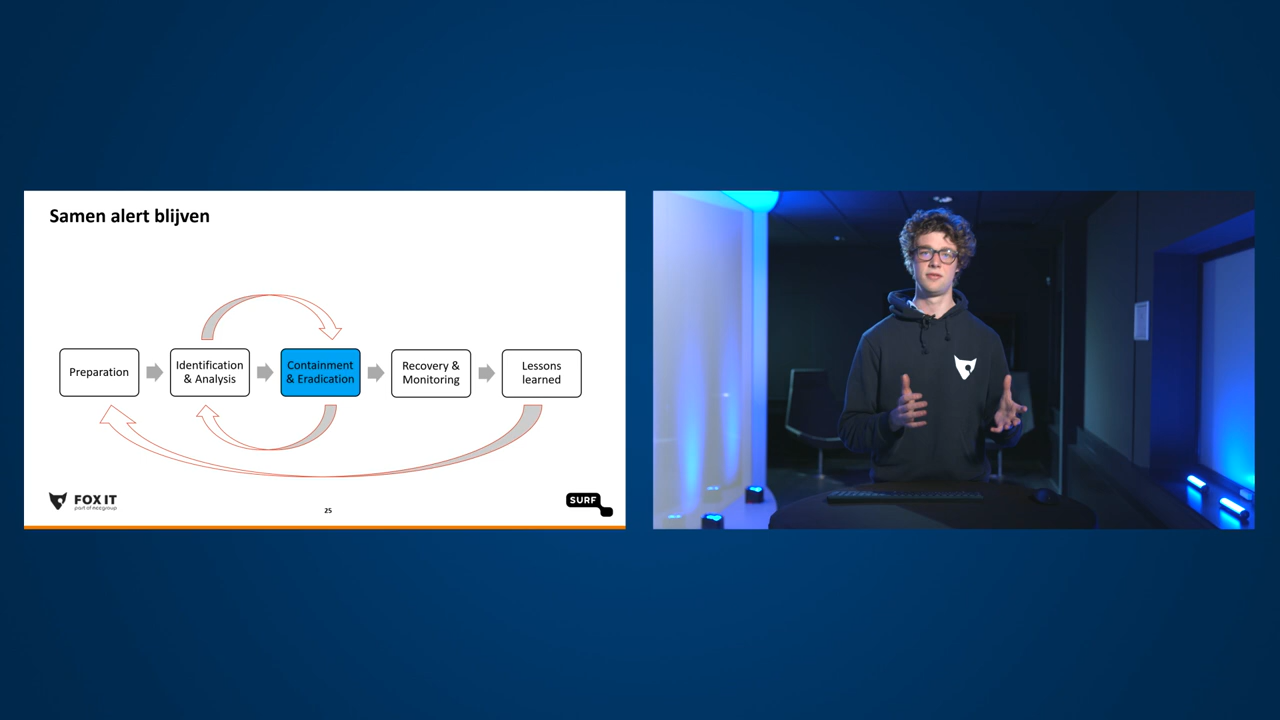 Samen alert blijven
Preparation
Identification
& Analysis
Containment
& Eradication
Recovery &
Monitoring
Lessons
learned
FOX IT
part of nccgroup
25
SURF